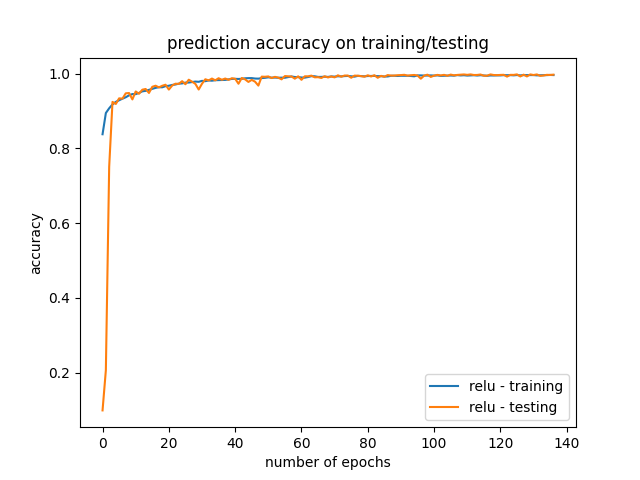 prediction accuracy on training/testing
1.0
0.8
0.6
0.4
0.2
accuracy
relu - training
relu - testing
0
20
40
60
80
100
120
140
number of epochs